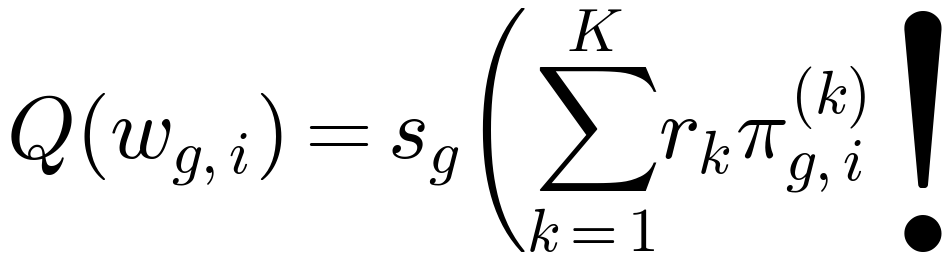 Q(w_{g, i}) = s_g \left( \sum_{k=1}^{K} r_k \pi_{g, i}^{(k)} \right. !